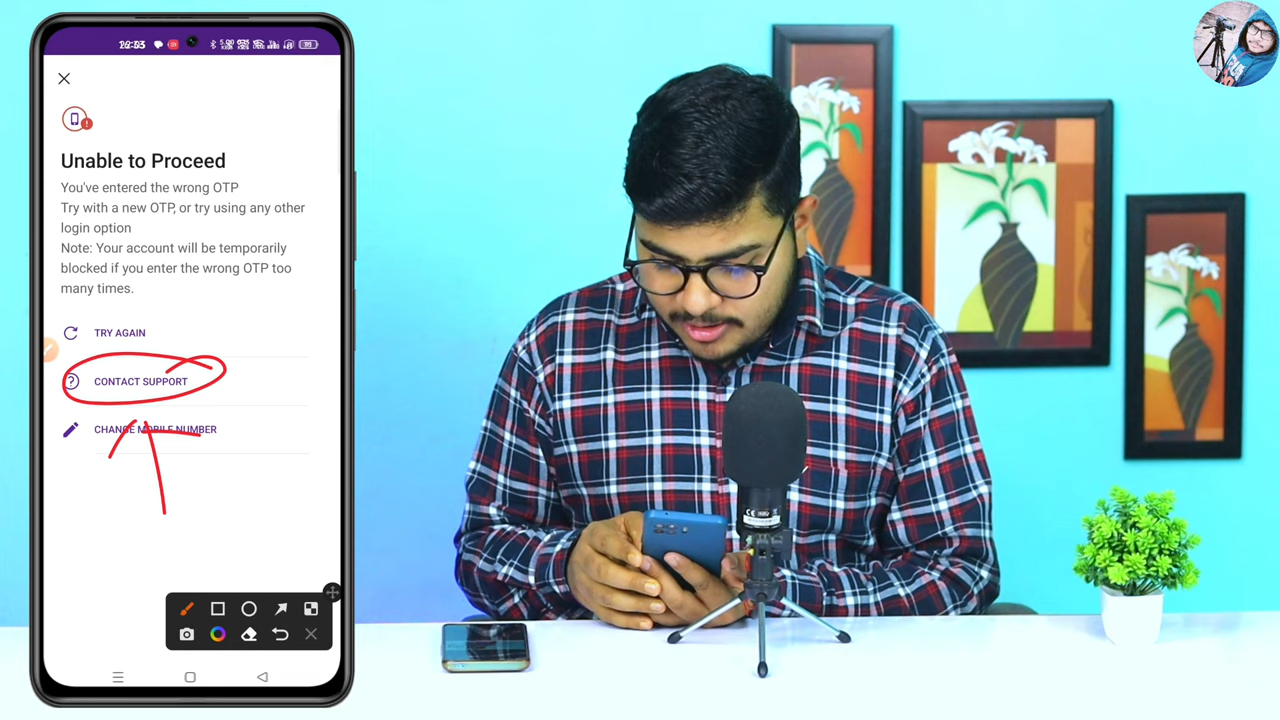 Unable to Proceed
You've entered the wrong OTP
Try with a new OTP, or try using any other
login option
Note: Your account will be temporarily
blocked if you enter the wrong OTP too
many times.
TRY AGAIN
CONTACT SUPPORT
CHANGE MOBILE NUMBER